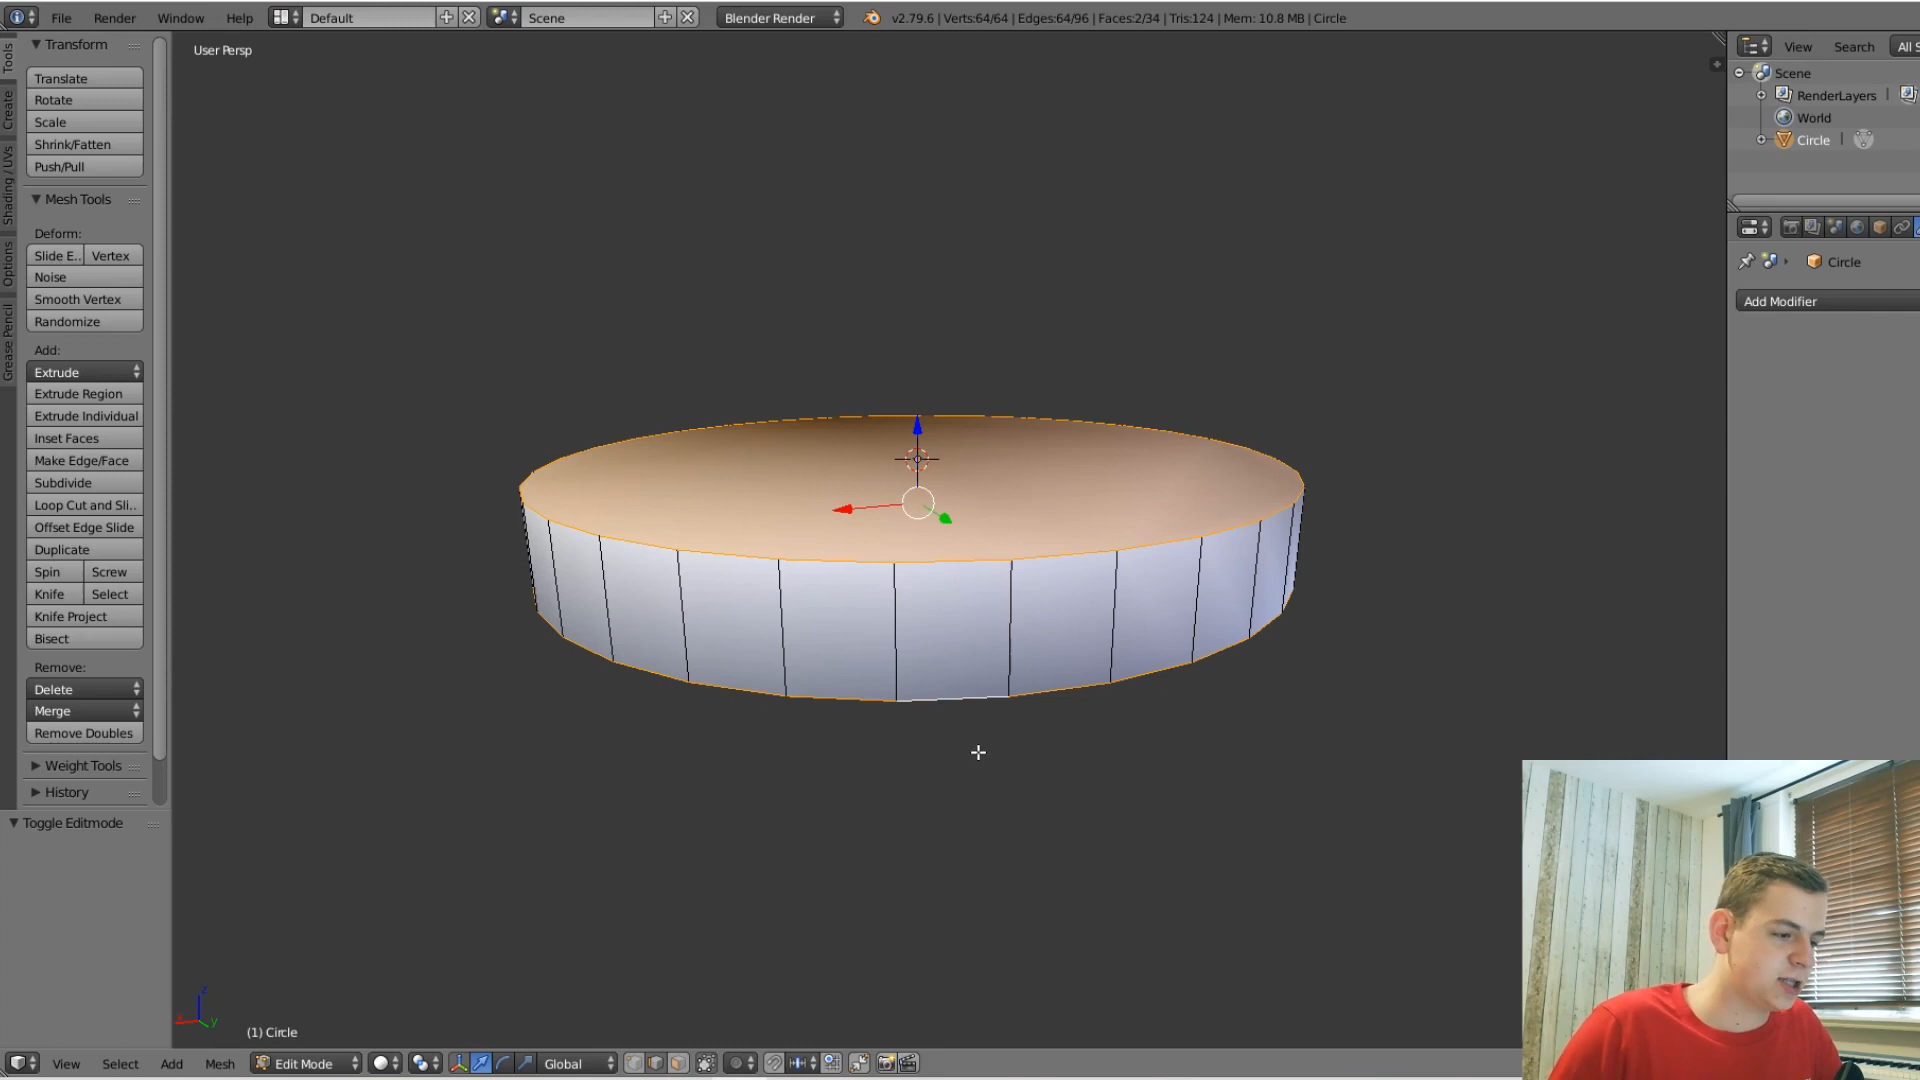 File Render Window Help Default Scene Blender Render v2.79.6 | Verts:64/64 | Edges:64/96 | Faces:2/34 | Tris:124 | Mem: 10.8 MB | Circle
Tools
Create
Shading / UVs
Options
Grease Pencil
Transform
Translate
Rotate
Scale
Shrink/Fatten
Push/Pull
Mesh Tools
Deform:
Slide E.. Vertex
Noise
Smooth Vertex
Randomize
Add:
Extrude
Extrude Region
Extrude Individual
Inset Faces
Make Edge/Face
Subdivide
Loop Cut and Sli..
Offset Edge Slide
Duplicate
Spin Screw
Knife Select
Knife Project
Bisect
Remove:
Delete
Merge
Remove Doubles
Weight Tools
History
Toggle Editmode
User Persp
z
x
y
(1) Circle
View Search All S
Scene
RenderLayers |
World
Circle |
Circle
Add Modifier
View Select Add Mesh Edit Mode Global